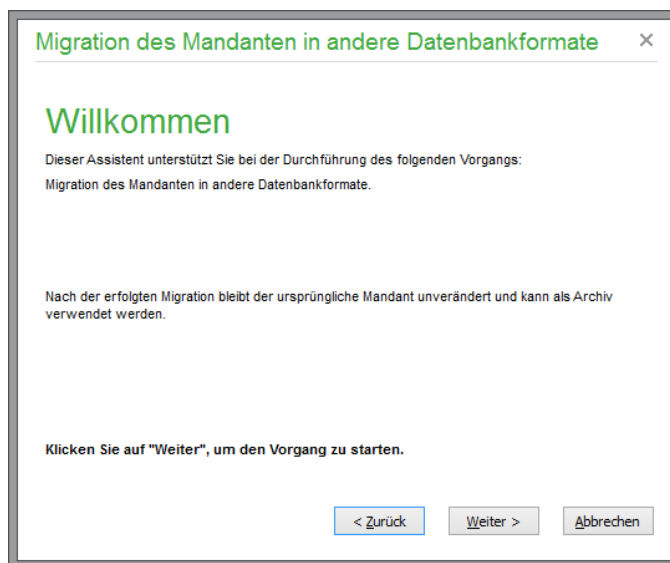 Migration des Mandanten in andere Datenbankformate
Willkommen
Dieser Assistent unterstützt Sie bei der Durchführung des folgenden Vorgangs:
Migration des Mandanten in andere Datenbankformate.
Nach der erfolgten Migration bleibt der ursprüngliche Mandant unverändert und kann als Archiv
verwendet werden.
Klicken Sie auf "Weiter", um den Vorgang zu starten.
< Zurück Weiter > Abbrechen